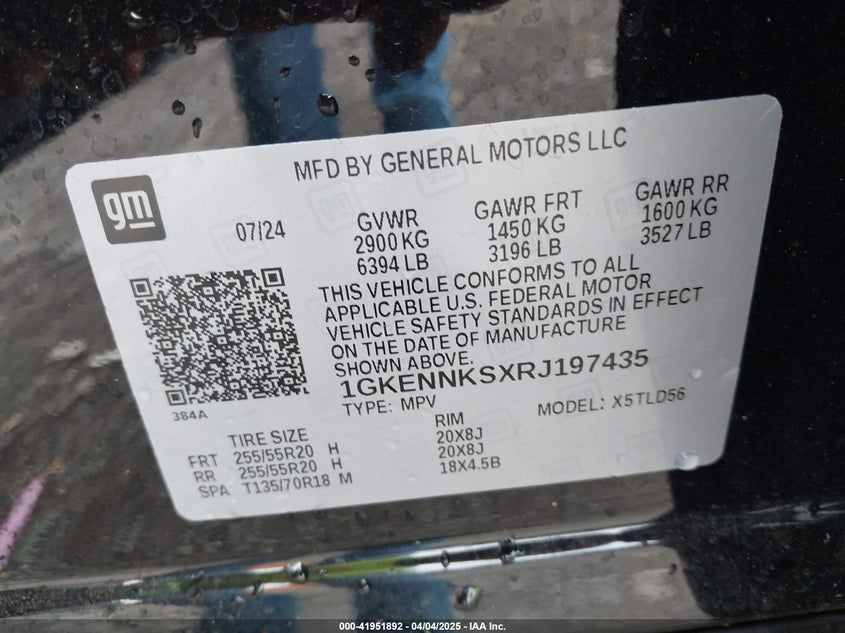 MFD BY GENERAL MOTORS LLC
gm
07/24
GVWR
2900 KG
6394 LB
GAWR FRT
1450 KG
3196 LB
GAWR RR
1600 KG
3527 LB
THIS VEHICLE CONFORMS TO ALL
APPLICABLE U.S. FEDERAL MOTOR
VEHICLE SAFETY STANDARDS IN EFFECT
ON THE DATE OF MANUFACTURE
SHOWN ABOVE.
1GKENNKSXRJ197435
TYPE: MPV
MODEL: X5TLD56
384A
TIRE SIZE
RIM
FRT 255/55R20 H 20X8J
RR 255/55R20 H 20X8J
SPA T135/70R18 M 18X4.5B
000-41951892 - 04/04/2025 - IAA Inc.